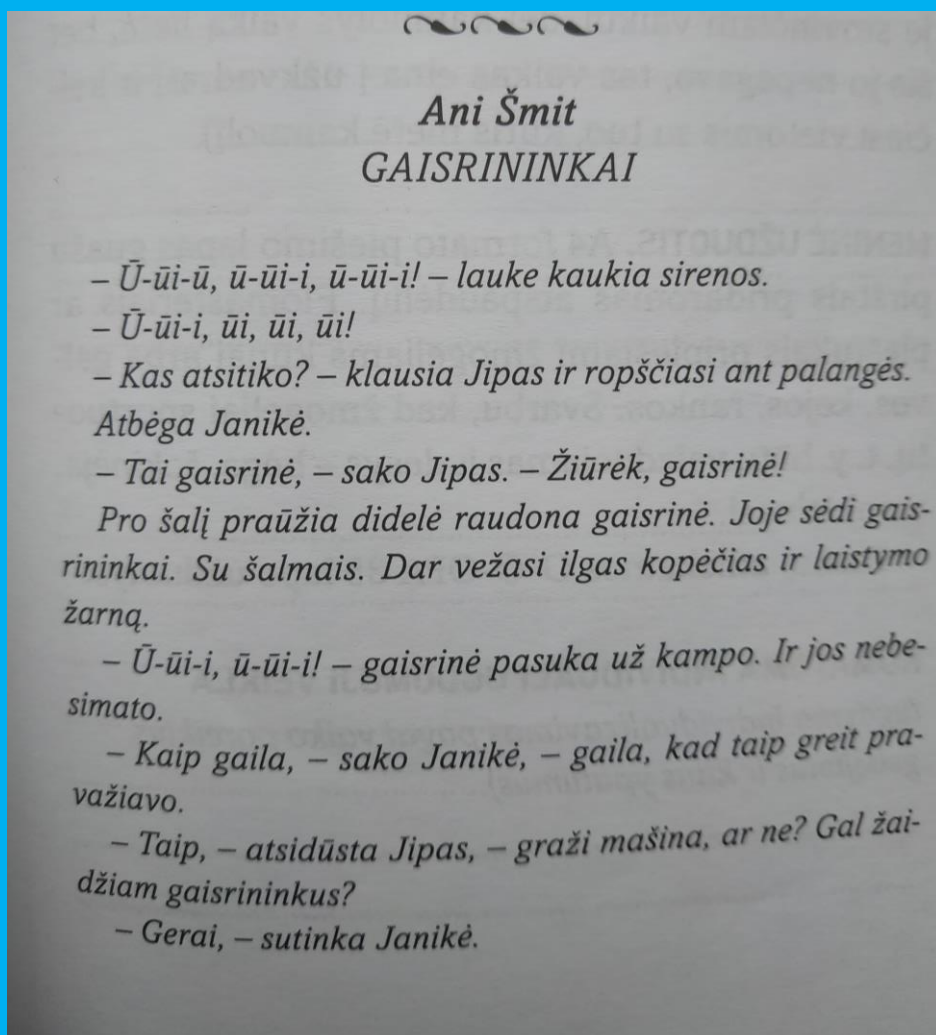 Ani Šmit
GAISRININKAI
– Ū-ūi-ū, ū-ūi-i, ū-ūi-i! – lauke kaukia sirenos.
– Ū-ūi-i, ūi, ūi, ūi!
– Kas atsitiko? – klausia Jipas ir ropščiasi ant palangės.
Atbėga Janikė.
– Tai gaisrinė, – sako Jipas. – Žiūrėk, gaisrinė!
Pro šalį praūžia didelė raudona gaisrinė. Joje sėdi gais-
rininkai. Su šalmais. Dar vežasi ilgas kopėčias ir laistymo
žarną.
– Ū-ūi-i, ū-ūi-i! – gaisrinė pasuka už kampo. Ir jos nebe-
simato.
– Kaip gaila, – sako Janikė, – gaila, kad taip greit pra-
važiavo.
– Taip, – atsidūsta Jipas, – graži mašina, ar ne? Gal žai-
džiam gaisrininkus?
– Gerai, – sutinka Janikė.